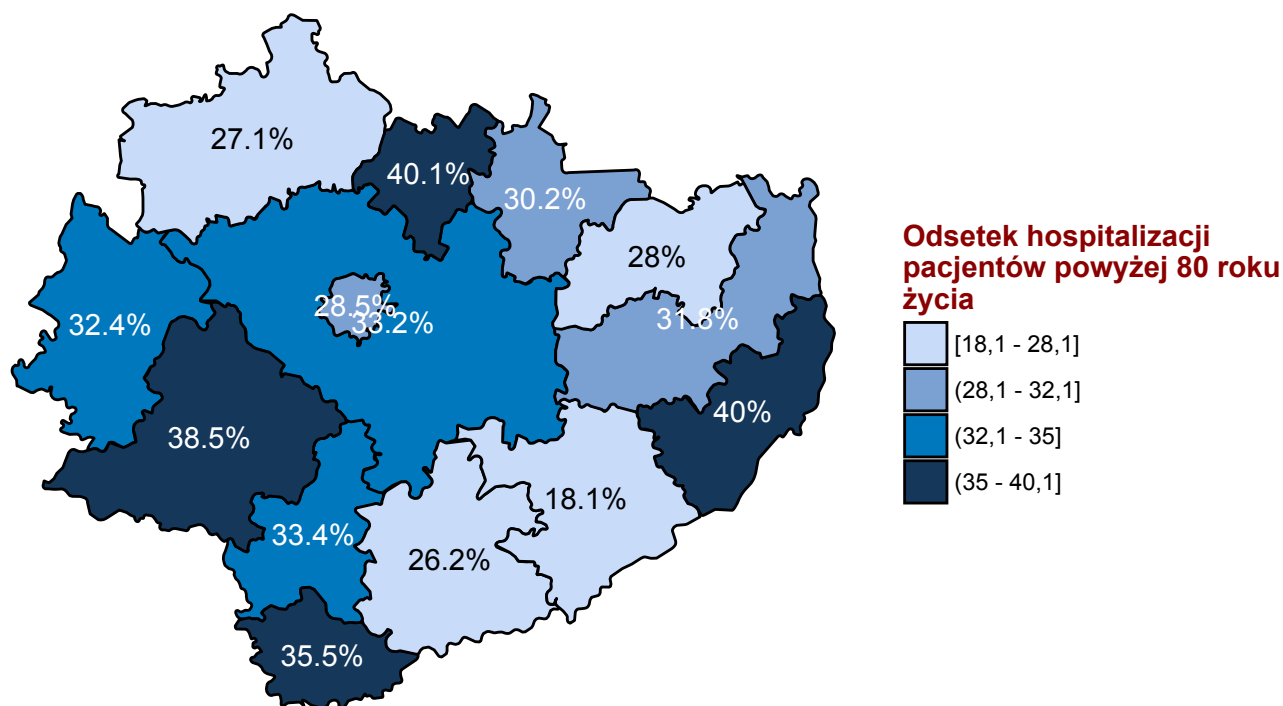 27.1%
40.1%
30.2%
28%
28.5%
33.2%
31.8%
32.4%
40%
38.5%
18.1%
33.4%
26.2%
35.5%
Odsetek hospitalizacji
pacjentów powyżej 80 roku
życia
[18,1 - 28,1]
(28,1 - 32,1]
(32,1 - 35]
(35 - 40,1]